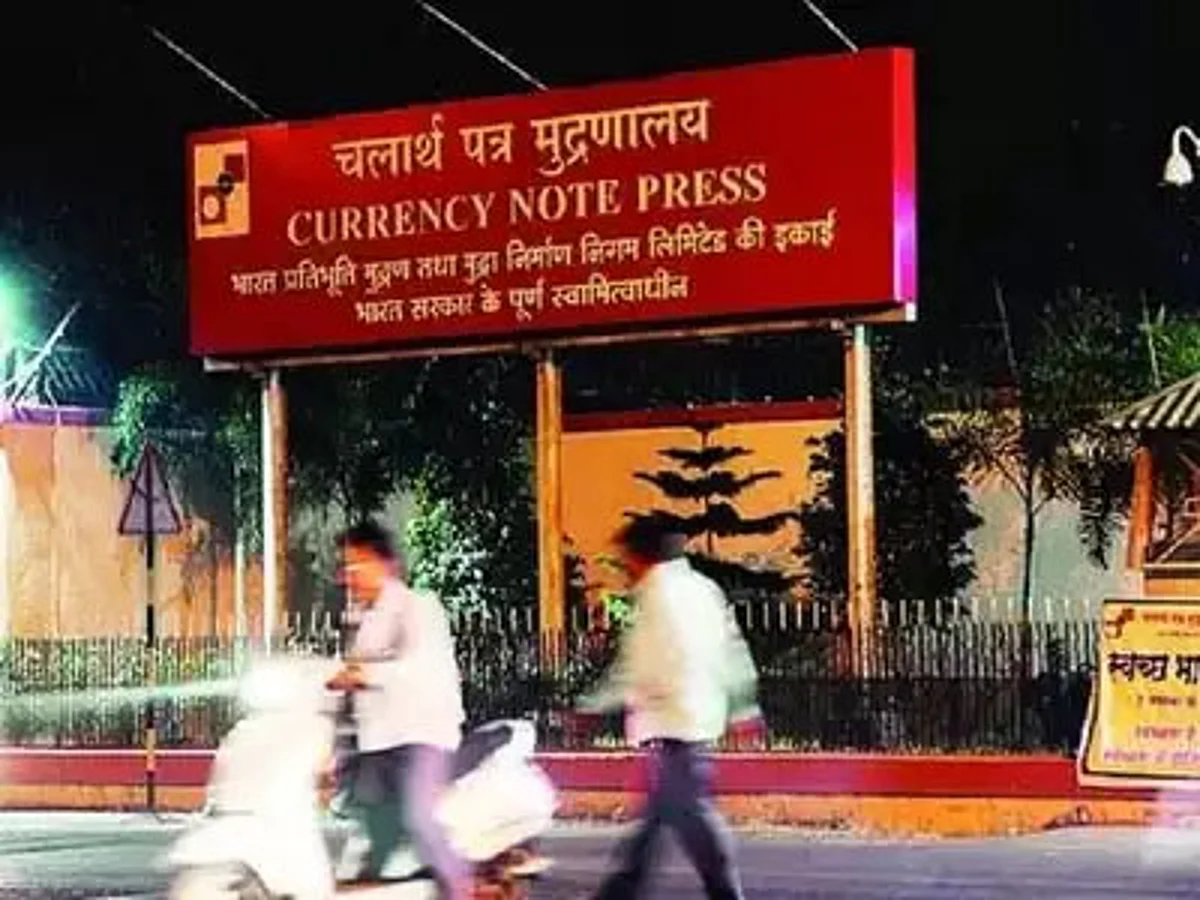 चलार्थ पत्र मुद्रणालय
CURRENCY NOTE PRESS
भारत प्रतिभूति मुद्रण तथा मुद्रा निर्माण निगम लिमिटेड की इकाई
भारत सरकार के पूर्ण स्वामित्वाधीन
स्वच्छ